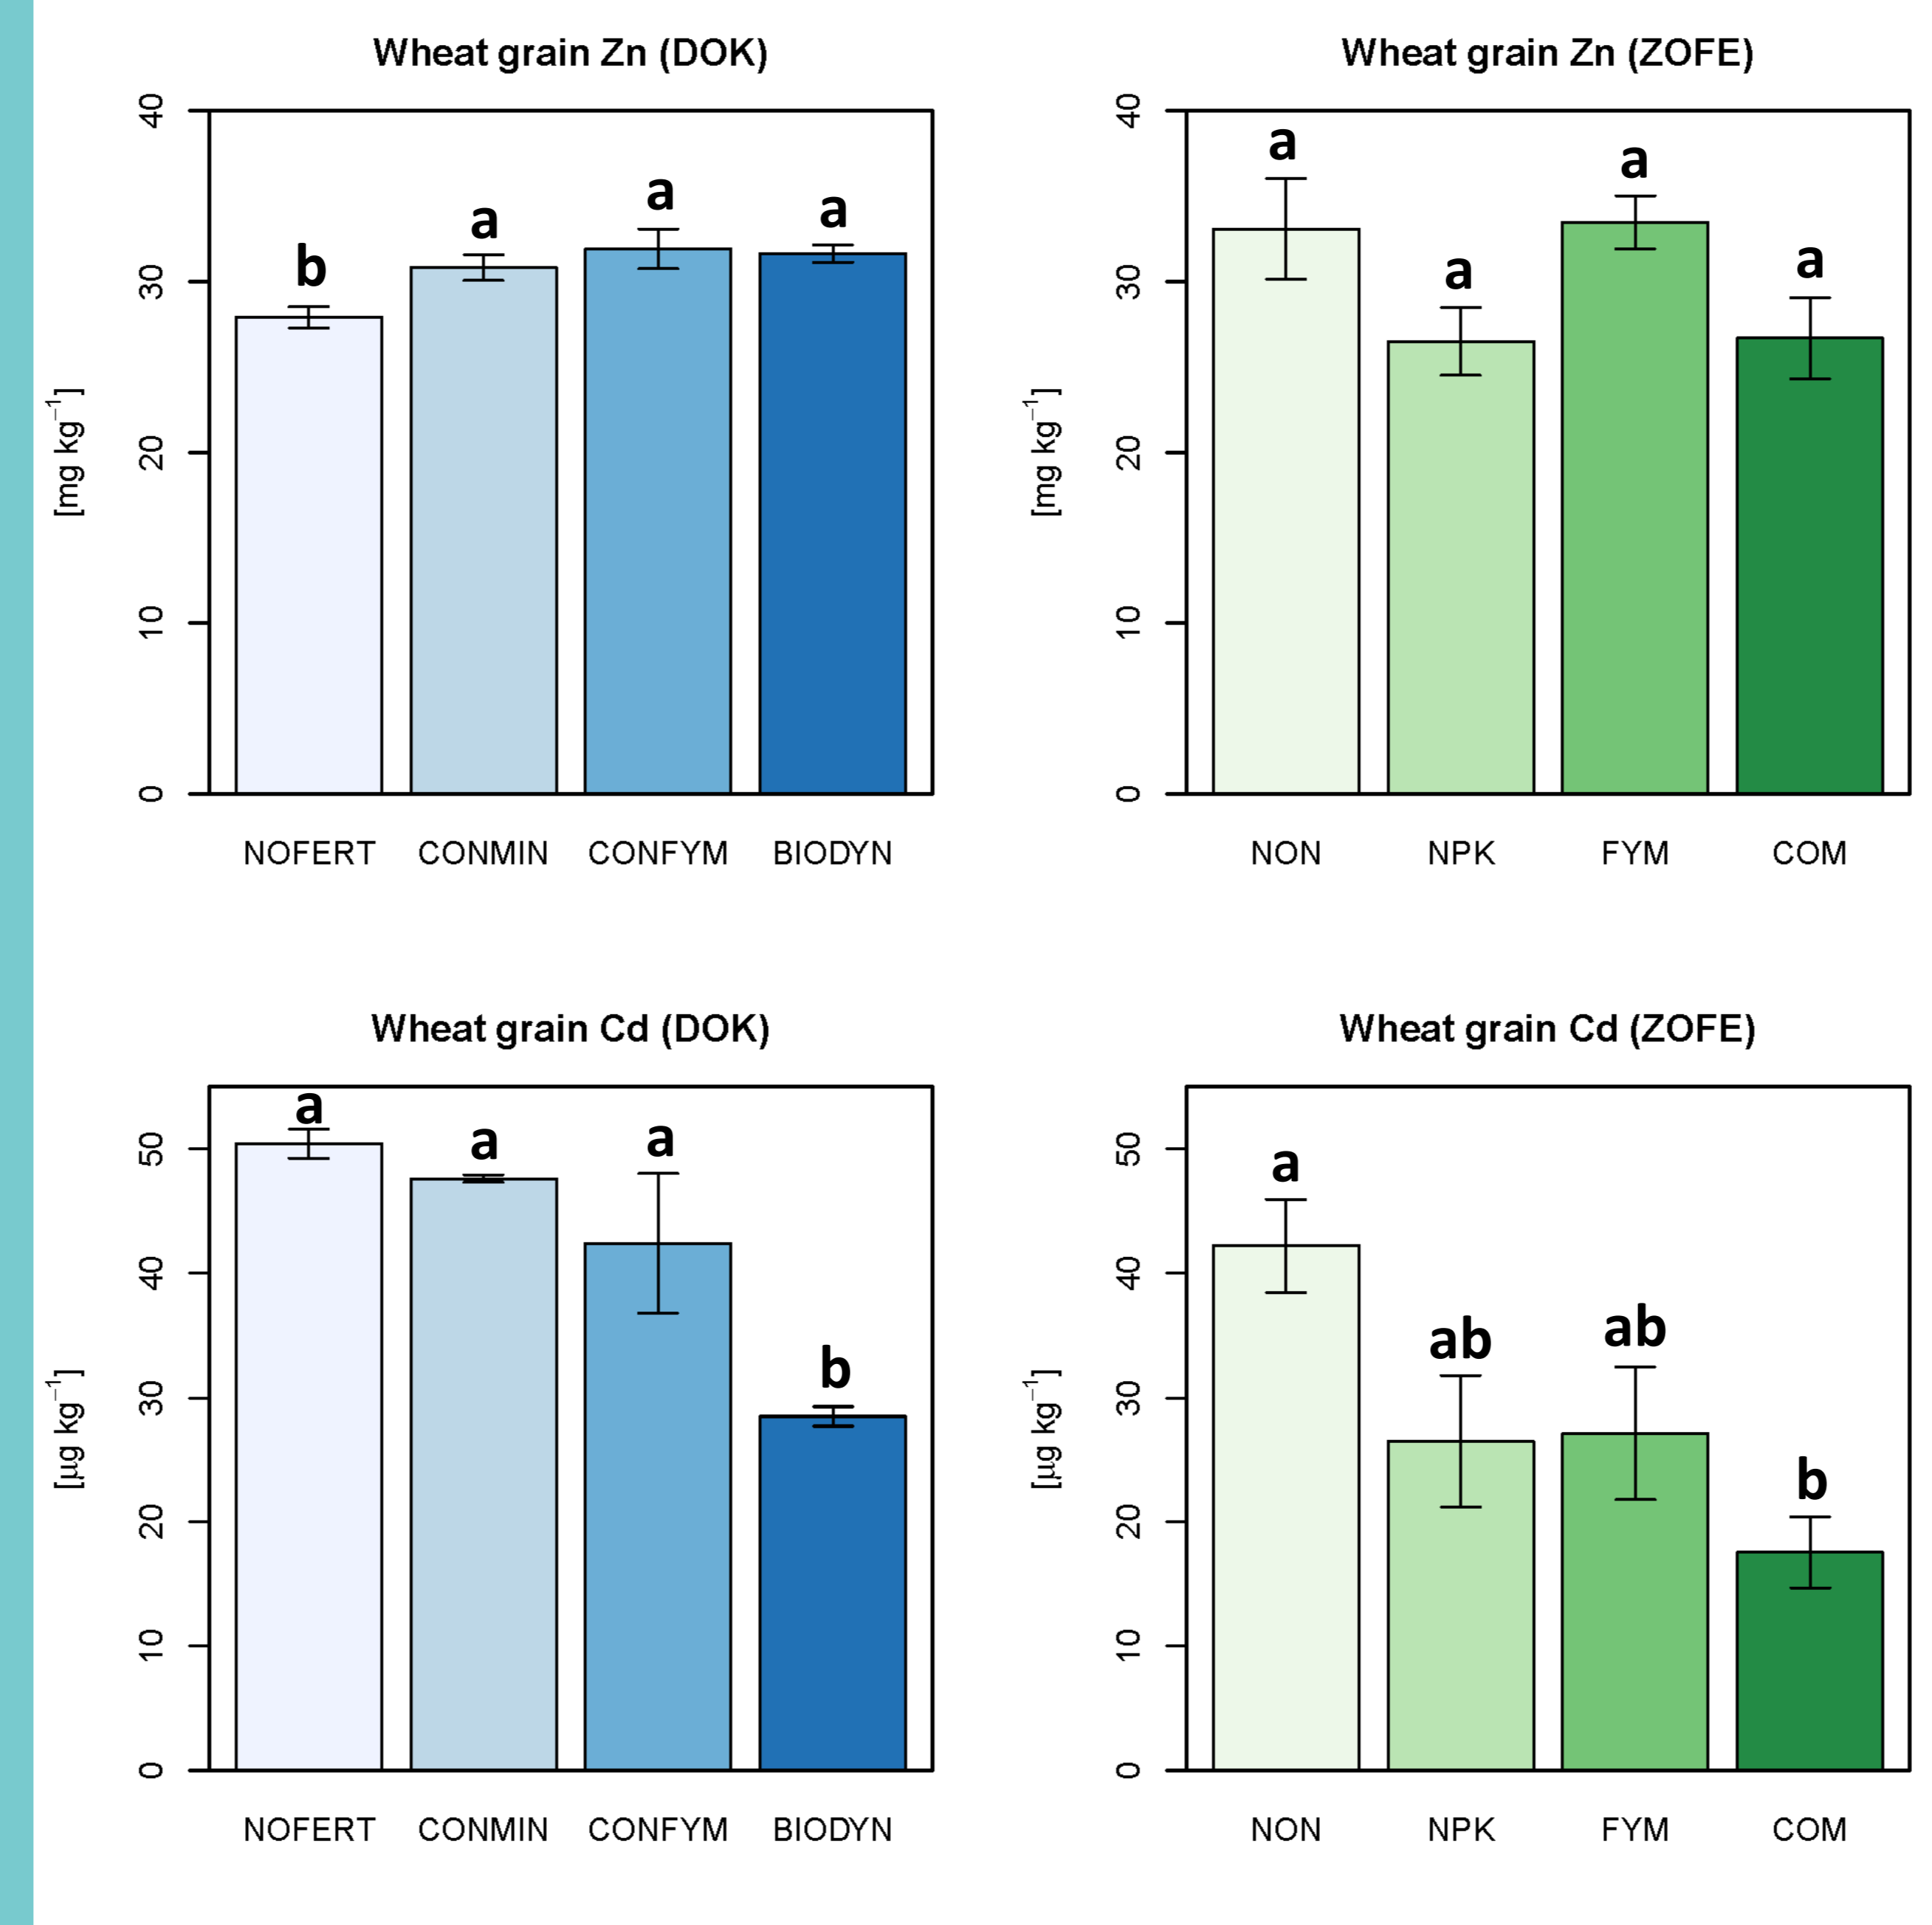 Wheat grain Zn (DOK)
40
30
20
10
0
[mg kg⁻¹]
b
a
a
a
NOFERT CONMIN CONFYM BIODYN
Wheat grain Zn (ZOFE)
40
30
20
10
0
[mg kg⁻¹]
a
a
a
a
NON NPK FYM COM
Wheat grain Cd (DOK)
50
40
30
20
10
0
[µg kg⁻¹]
a
a
a
b
NOFERT CONMIN CONFYM BIODYN
Wheat grain Cd (ZOFE)
50
40
30
20
10
0
[µg kg⁻¹]
a
ab
ab
b
NON NPK FYM COM